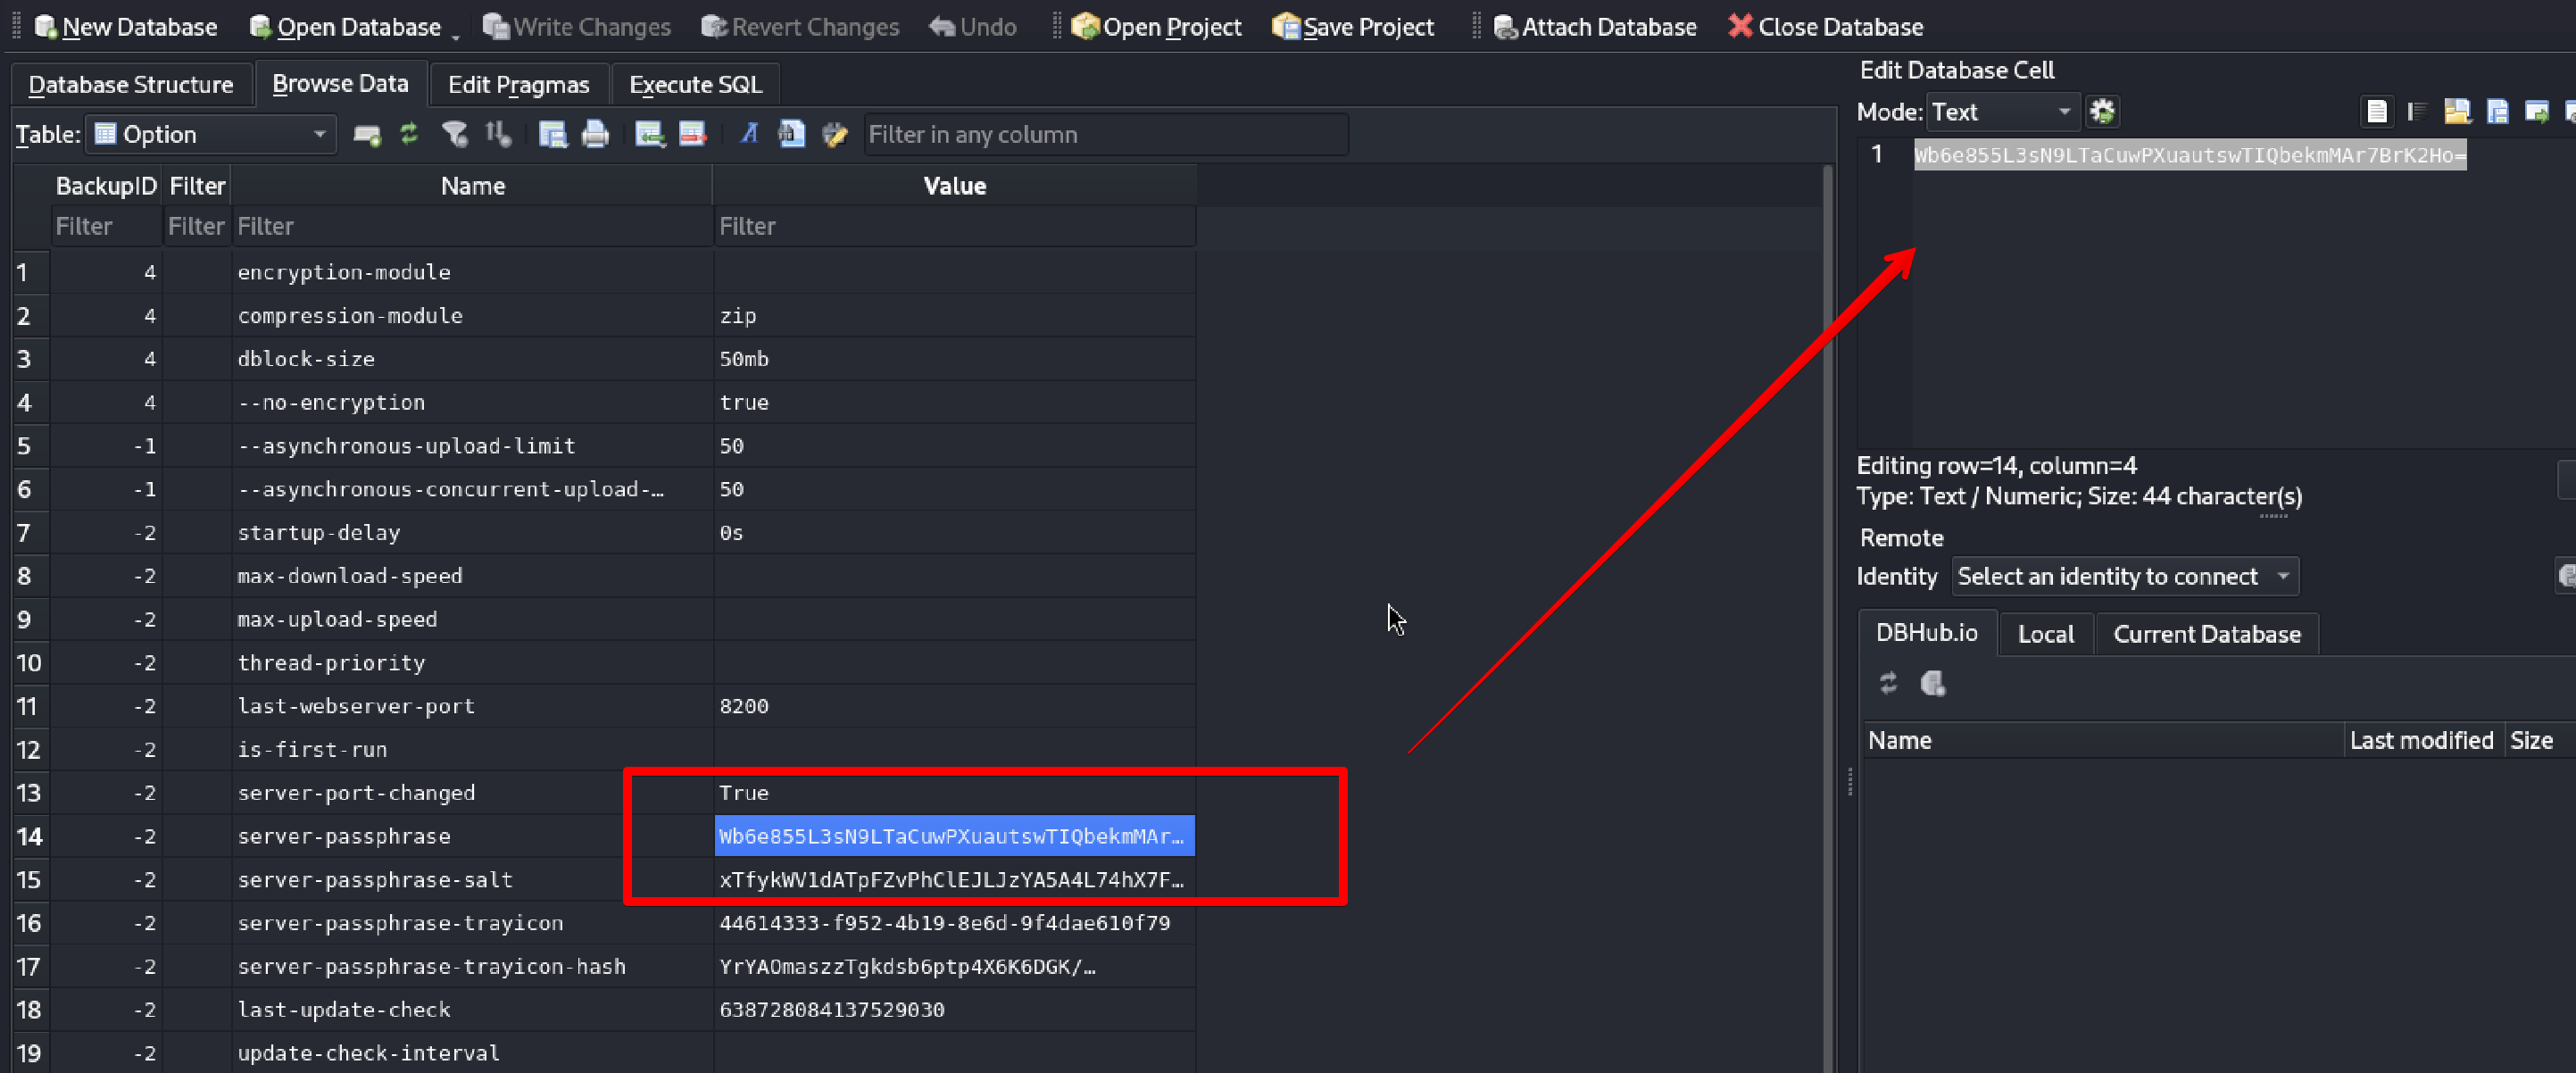 New Database Open Database Write Changes Revert Changes Undo Open Project Save Project Attach Database Close Database
Database Structure Browse Data Edit Pragmas Execute SQL
Table: Option Filter in any column
BackupID Filter Name Value
Filter Filter Filter Filter
1 4 encryption-module
2 4 compression-module zip
3 4 dblock-size 50mb
4 4 --no-encryption true
5 -1 --asynchronous-upload-limit 50
6 -1 --asynchronous-concurrent-upload-… 50
7 -2 startup-delay 0s
8 -2 max-download-speed
9 -2 max-upload-speed
10 -2 thread-priority
11 -2 last-webserver-port 8200
12 -2 is-first-run
13 -2 server-port-changed True
14 -2 server-passphrase Wb6e855L3sN9LTaCuwPXuautswTIQbekmMAr…
15 -2 server-passphrase-salt xTfykWV1dATpFZvPhClEJLJzYA5A4L74hX7F…
16 -2 server-passphrase-trayicon 44614333-f952-4b19-8e6d-9f4dae610f79
17 -2 server-passphrase-trayicon-hash YrYAOmaszzTgkdsb6ptp4X6K6DGK/…
18 -2 last-update-check 638728084137529030
19 -2 update-check-interval
Edit Database Cell
Mode: Text
1 Wb6e855L3sN9LTaCuwPXuautswTIQbekmMAr7BrK2Ho=
Editing row=14, column=4
Type: Text / Numeric; Size: 44 character(s)
Remote
Identity Select an identity to connect
DBHub.io Local Current Database
Name Last modified Size